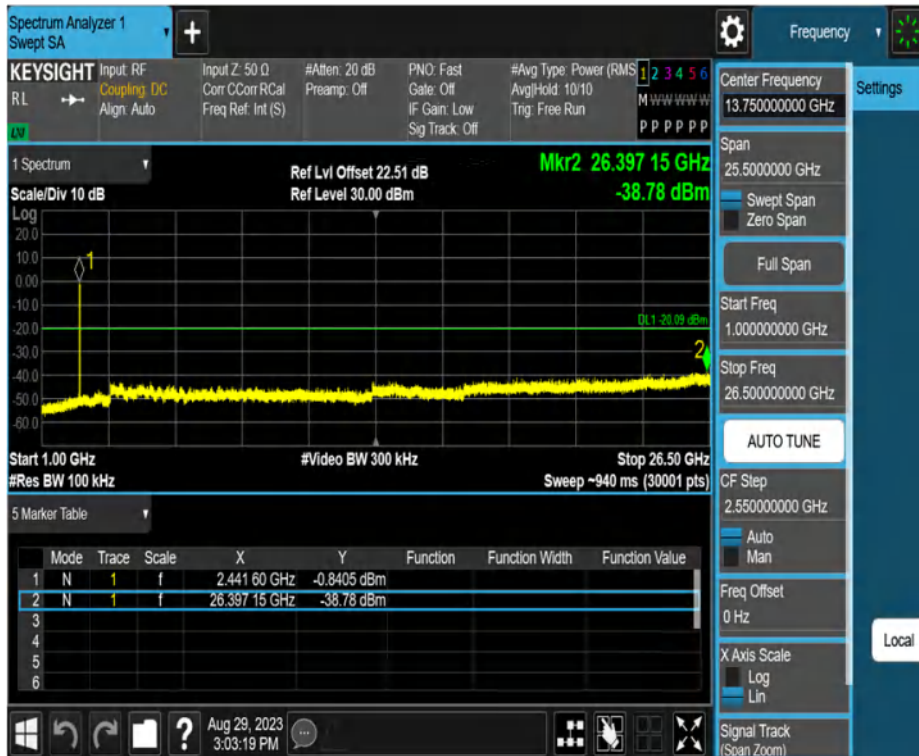 Spectrum Analyzer 1
Swept SA
+
Frequency
KEYSIGHT
RL
Input: RF
Coupling: DC
Align: Auto
Input Z: 50 Ω
Corr CCorr RCal
Freq Ref: Int (S)
#Atten: 20 dB
Preamp: Off
PNO: Fast
Gate: Off
IF Gain: Low
Sig Track: Off
#Avg Type: Power (RMS
Avg|Hold: 10/10
Trig: Free Run
1 2 3 4 5 6
M W W W W W
P P P P P P
1 Spectrum
Scale/Div 10 dB
Ref Lvl Offset 22.51 dB
Ref Level 30.00 dBm
Mkr2 26.397 15 GHz
-38.78 dBm
Log
20.0
10.0
0.00
-10.0
-20.0
-30.0
-40.0
-50.0
-60.0
1
DL1 -20.09 dBm
2
Start 1.00 GHz
#Res BW 100 kHz
#Video BW 300 kHz
Stop 26.50 GHz
Sweep ~940 ms (30001 pts)
5 Marker Table
Mode Trace Scale X Y Function Function Width Function Value
1 N 1 f 2.441 60 GHz -0.8405 dBm
2 N 1 f 26.397 15 GHz -38.78 dBm
3
4
5
6
?
Aug 29, 2023
3:03:19 PM
Center Frequency
13.750000000 GHz
Settings
Span
25.5000000 GHz
Swept Span
Zero Span
Full Span
Start Freq
1.000000000 GHz
Stop Freq
26.500000000 GHz
AUTO TUNE
CF Step
2.550000000 GHz
Auto
Man
Freq Offset
0 Hz
X Axis Scale
Log
Lin
Local
Signal Track
(Span Zoom)